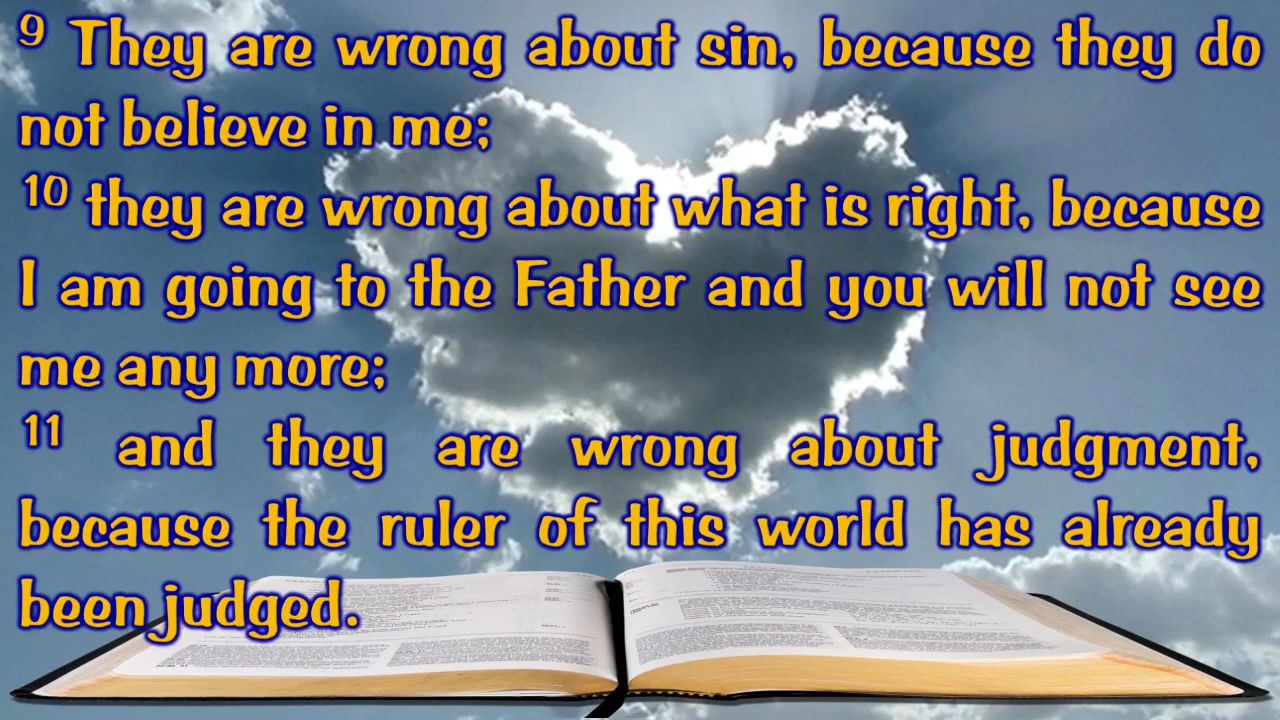 9 They are wrong about sin, because they do
not believe in me;
10 they are wrong about what is right, because
I am going to the Father and you will not see
me any more;
11 and they are wrong about judgment,
because the ruler of this world has already
been judged.